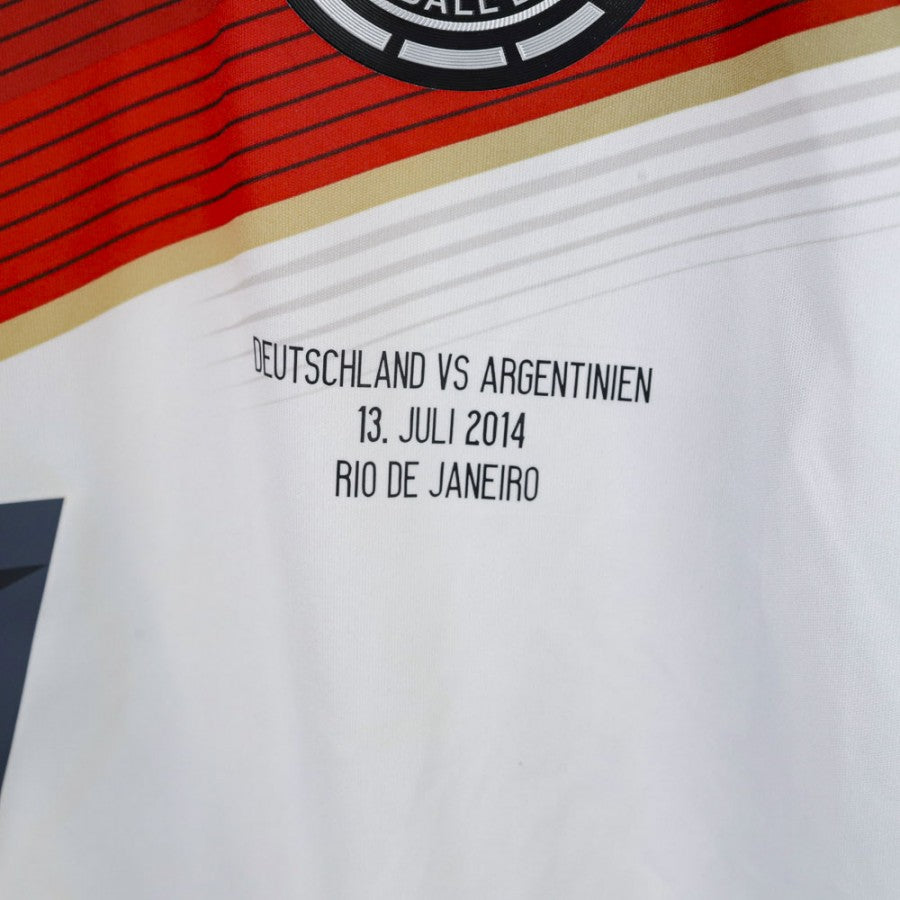 DEUTSCHLAND VS ARGENTINIEN
13. JULI 2014
RIO DE JANEIRO